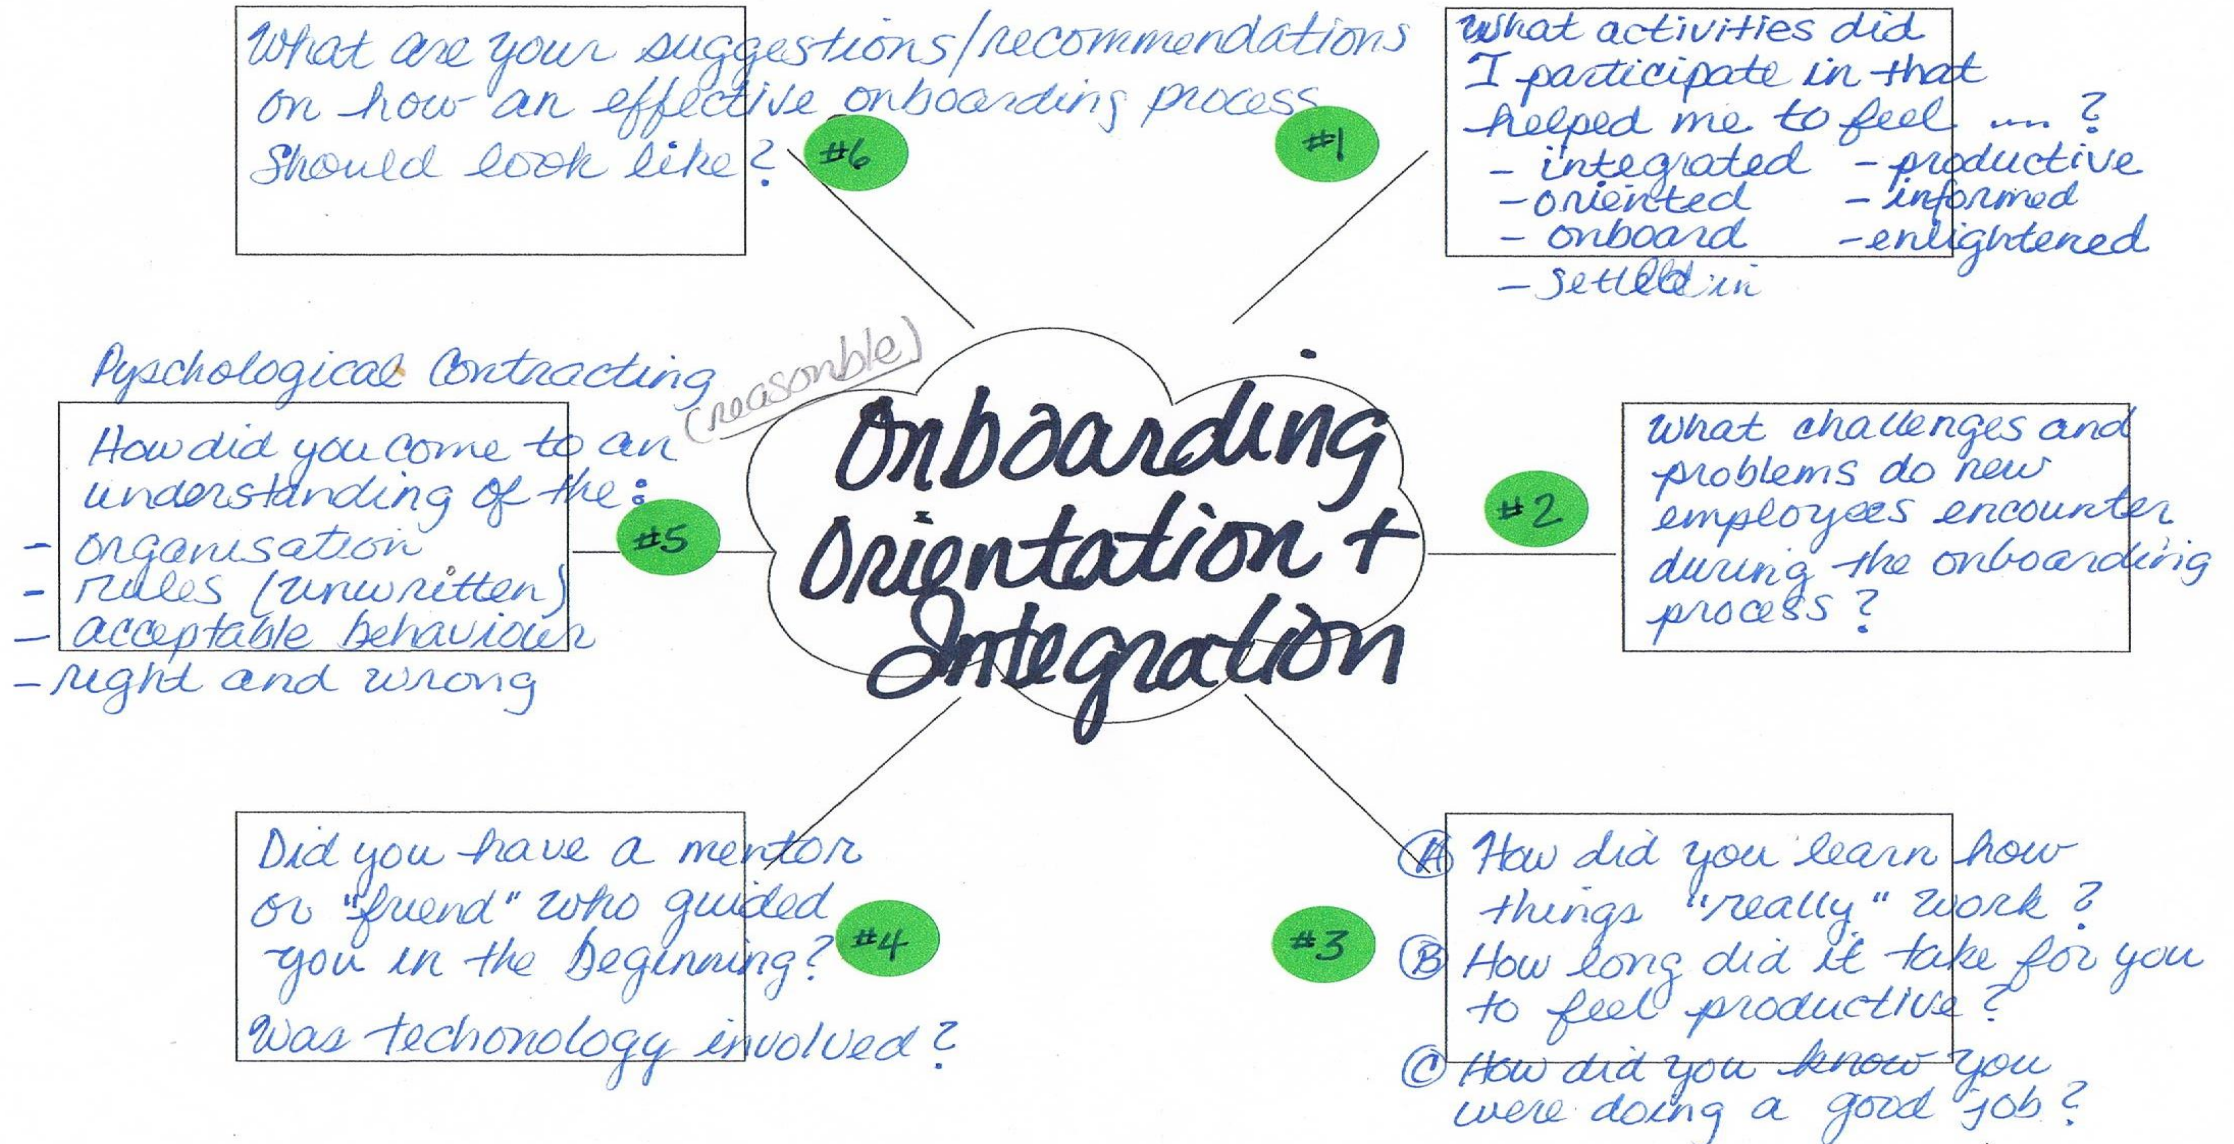 Onboarding
Orientation +
Integration
#1
What activities did
I participate in that
helped me to feel .... ?
- integrated - productive
- oriented - informed
- onboard - enlightened
- settled in
#2
What challenges and
problems do new
employees encounter
during the onboarding
process ?
#3
(A) How did you learn how
things "really" work ?
(B) How long did it take for you
to feel productive ?
(C) How did you know you
were doing a good job ?
#4
Did you have a mentor
or "friend" who guided
you in the beginning?
Was techonology involved ?
#5
Pyschological Contracting
(reasonble)
How did you come to an
understanding of the :
- organisation
- rules (unwritten)
- acceptable behaviour
- right and wrong
#6
What are your suggestions/recommendations
on how an effective onboarding process
Should look like ?